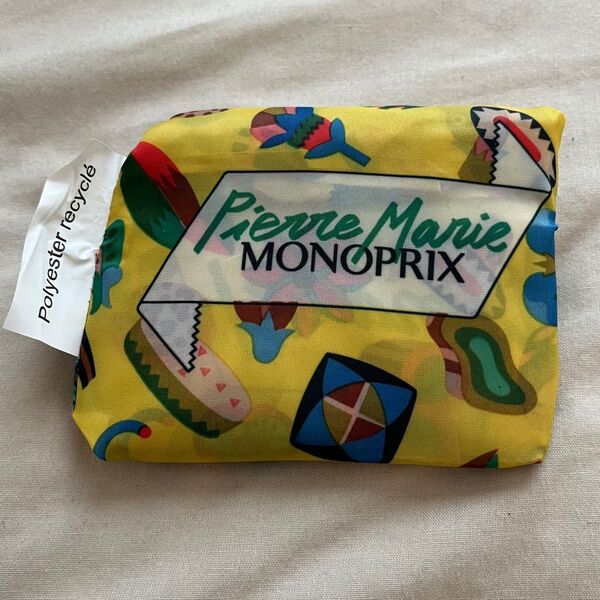 Polyester recyclé
Pierre Marie
MONOPRIX